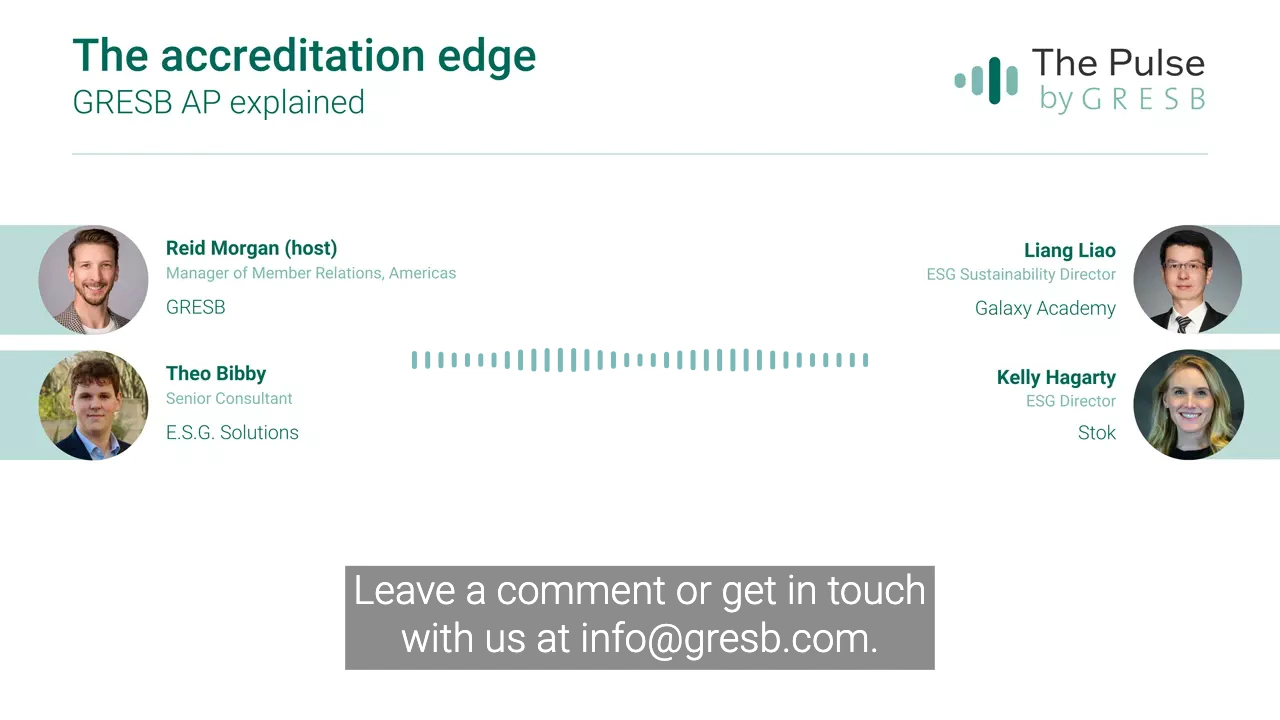 The accreditation edge
GRESB AP explained
The Pulse
by GRESB
Reid Morgan (host)
Manager of Member Relations, Americas
GRESB
Theo Bibby
Senior Consultant
E.S.G. Solutions
Liang Liao
ESG Sustainability Director
Galaxy Academy
Kelly Hagarty
ESG Director
Stok
Leave a comment or get in touch
with us at info@gresb.com.